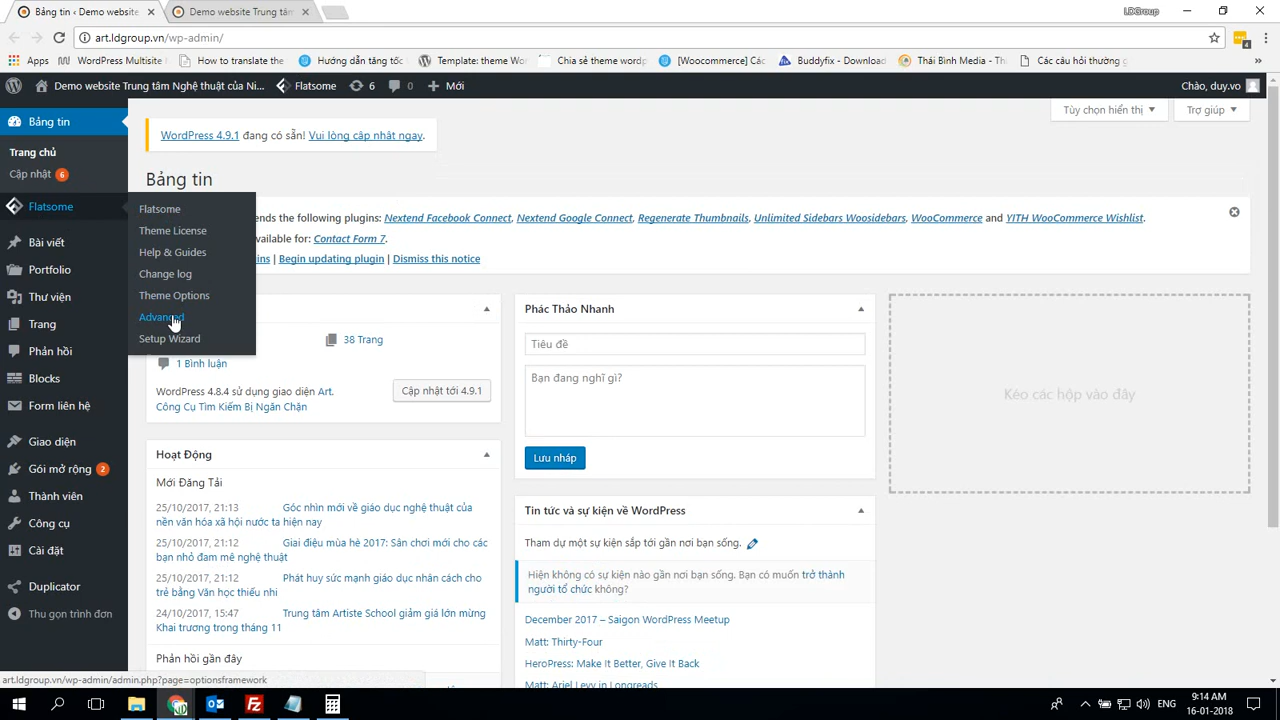 Bảng tin ‹ Demo website
Demo website Trung tâm
LDGroup
art.ldgroup.vn/wp-admin/
4
Apps
WordPress Multisite
How to translate the
Hướng dẫn tăng tốc
Template: theme Wo
Chia sẻ theme wordp
[Woocommerce] Các
Buddyfix - Đường
Thái Bình Media - Th
Các câu hỏi thường g
»
Demo website Trung tâm Nghệ thuật của Ni...
Flatsome
6
0
Mới
Chào, duy.vo
Tùy chọn hiển thị
Trợ giúp
Bảng tin
Trang chủ
Cập nhật 6
Flatsome
Bài viết
Portfolio
Thư viện
Trang
Phản hồi
Blocks
Form liên hệ
Giao diện
Gói mở rộng 2
Thành viên
Công cụ
Cài đặt
Duplicator
Thu gọn trình đơn
Flatsome
Theme License
Help & Guides
Change log
Theme Options
Advanced
Setup Wizard
WordPress 4.9.1 đang có sẵn! Vui lòng cập nhật ngay.
Bảng tin
ends the following plugins: Nextend Facebook Connect, Nextend Google Connect, Regenerate Thumbnails, Unlimited Sidebars Woosidebars, WooCommerce and YITH WooCommerce Wishlist.
available for: Contact Form 7.
ins | Begin updating plugin | Dismiss this notice
38 Trang
1 Bình luận
WordPress 4.8.4 sử dụng giao diện Art.
Cập nhật tới 4.9.1
Công Cụ Tìm Kiếm Bị Ngăn Chặn
Hoạt Động
Mới Đăng Tải
25/10/2017, 21:13 Góc nhìn mới về giáo dục nghệ thuật của
nền văn hóa xã hội nước ta hiện nay
25/10/2017, 21:12 Giai điệu mùa hè 2017: Sân chơi mới cho các
bạn nhỏ đam mê nghệ thuật
25/10/2017, 21:12 Phát huy sức mạnh giáo dục nhân cách cho
trẻ bằng Văn học thiếu nhi
24/10/2017, 15:47 Trung tâm Artiste School giảm giá lớn mừng
Khai trương trong tháng 11
Phản hồi gần đây
Phác Thảo Nhanh
Tiêu đề
Bạn đang nghĩ gì?
Lưu nháp
Tin tức và sự kiện về WordPress
Tham dự một sự kiện sắp tới gần nơi bạn sống.
Hiện không có sự kiện nào gần nơi bạn sống. Bạn có muốn trở thành
người tổ chức không?
December 2017 – Saigon WordPress Meetup
Matt: Thirty-Four
HeroPress: Make It Better, Give It Back
Matt: Ariel Levy in Longreads
Kéo các hộp vào đây
art.ldgroup.vn/wp-admin/admin.php?page=optionsframework
ENG
9:14 AM
16-01-2018